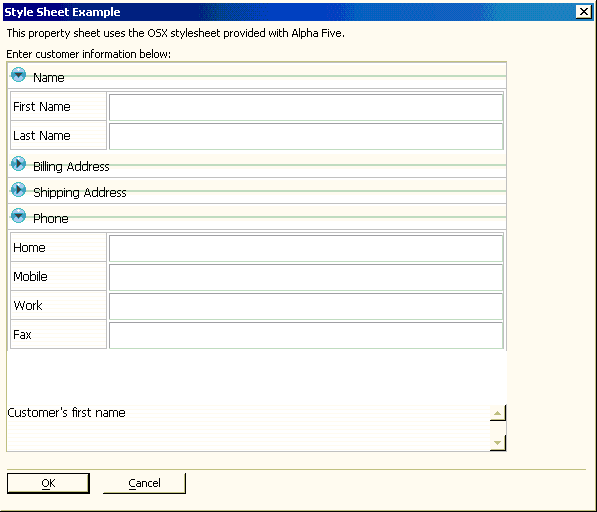 Style Sheet Example
This property sheet uses the OSX stylesheet provided with Alpha Five.
Enter customer information below:
Name
First Name
Last Name
Billing Address
Shipping Address
Phone
Home
Mobile
Work
Fax
Customer's first name
OK Cancel